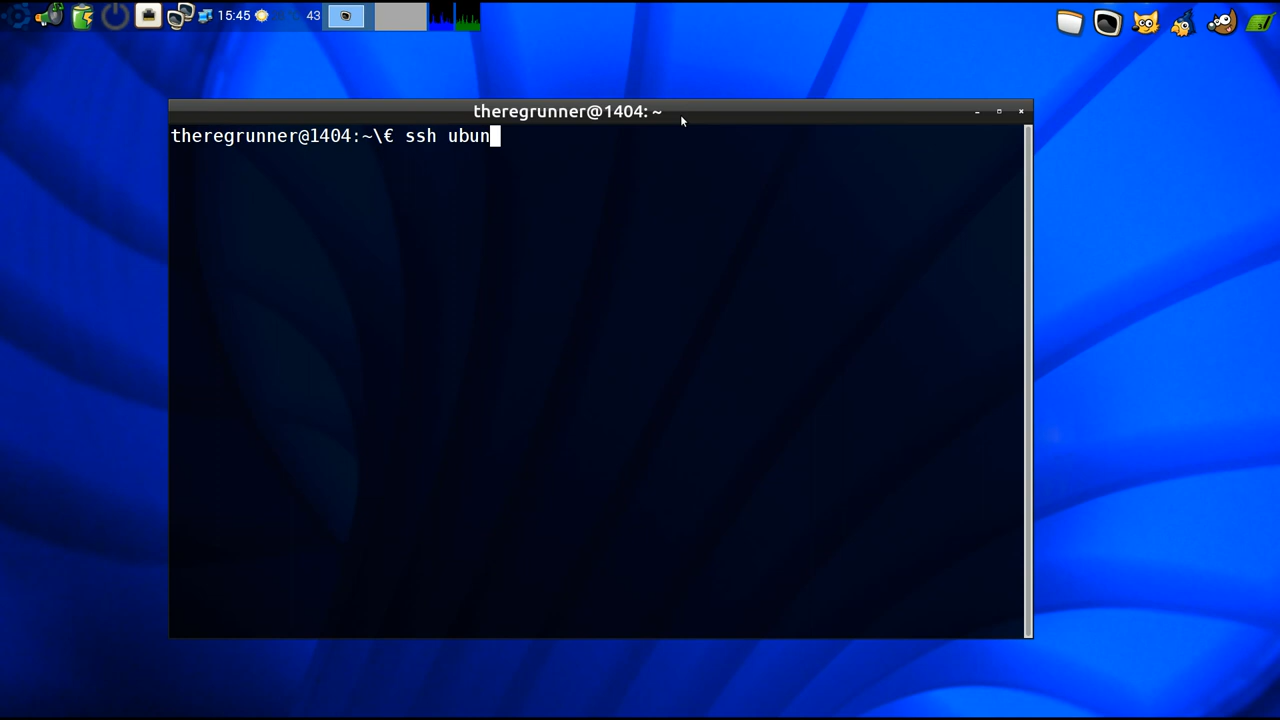 15:45
43
theregrunner@1404: ~
theregrunner@1404:~\€ ssh ubun